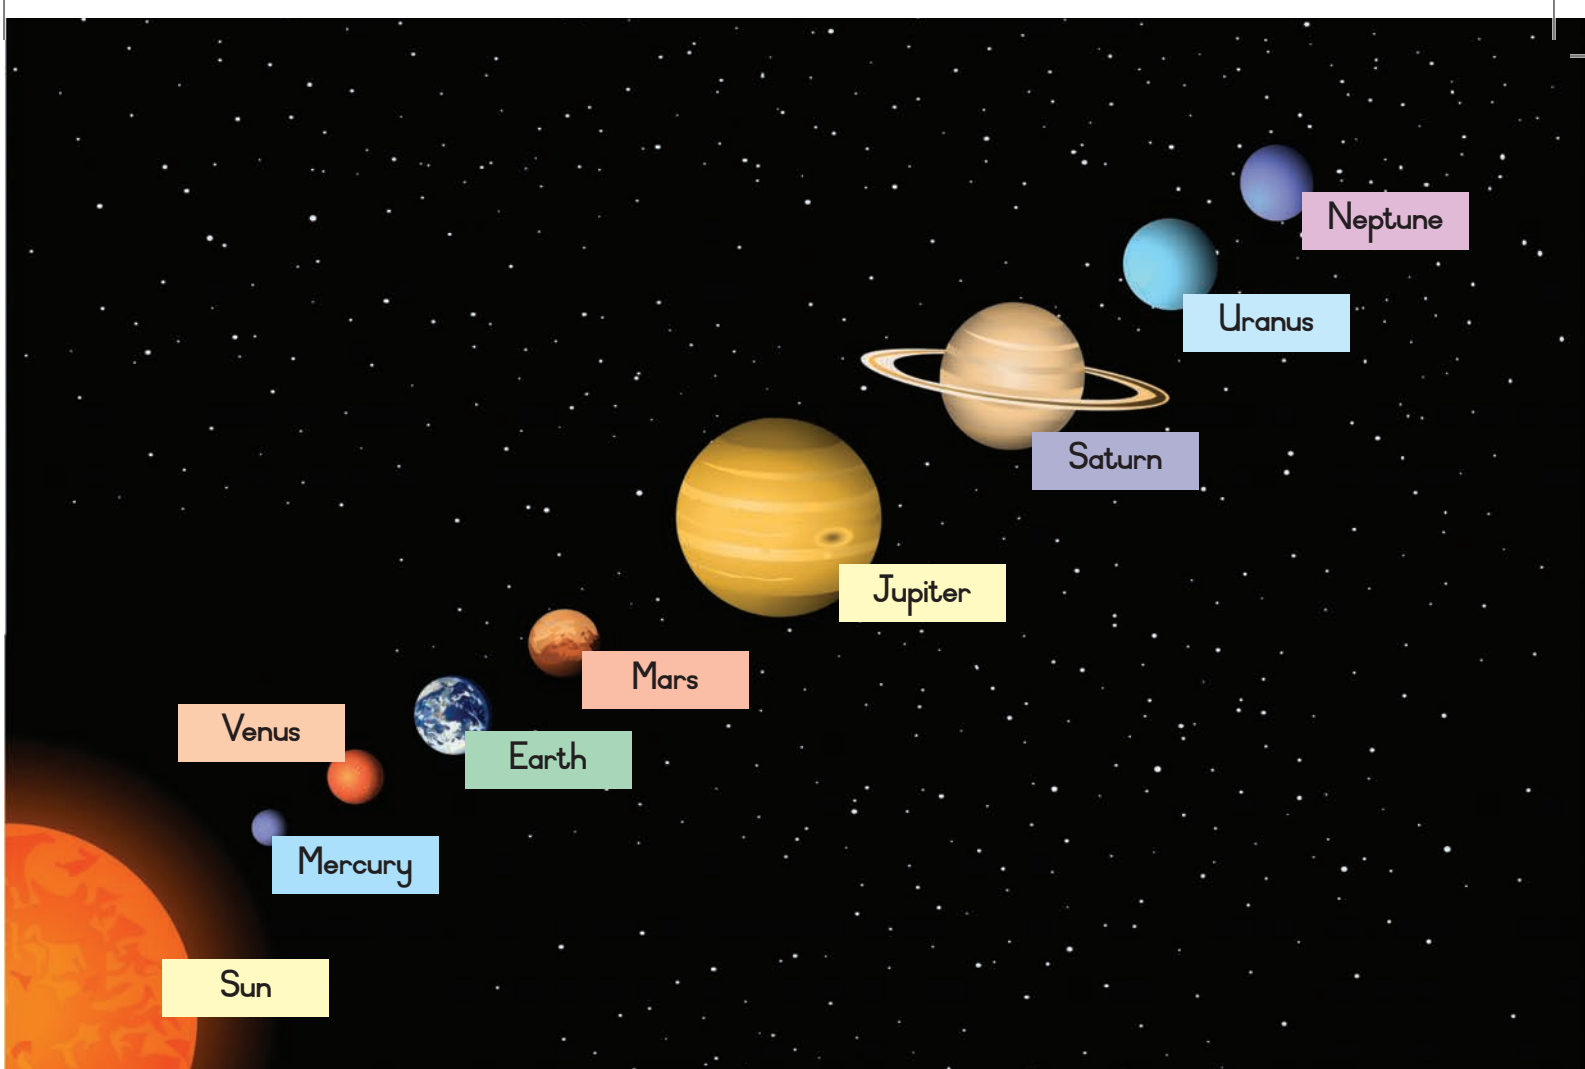 Neptune
Uranus
Saturn
Jupiter
Mars
Venus
Earth
Mercury
Sun